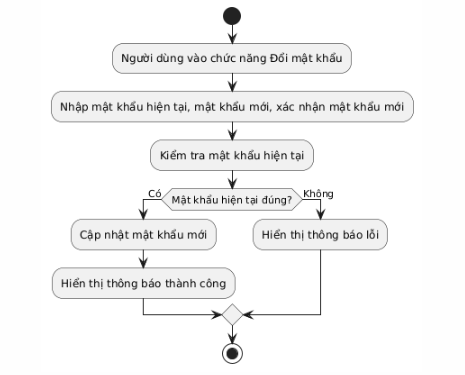 Người dùng vào chức năng Đổi mật khẩu
Nhập mật khẩu hiện tại, mật khẩu mới, xác nhận mật khẩu mới
Kiểm tra mật khẩu hiện tại
Có
Mật khẩu hiện tại đúng?
Không
Cập nhật mật khẩu mới
Hiển thị thông báo lỗi
Hiển thị thông báo thành công